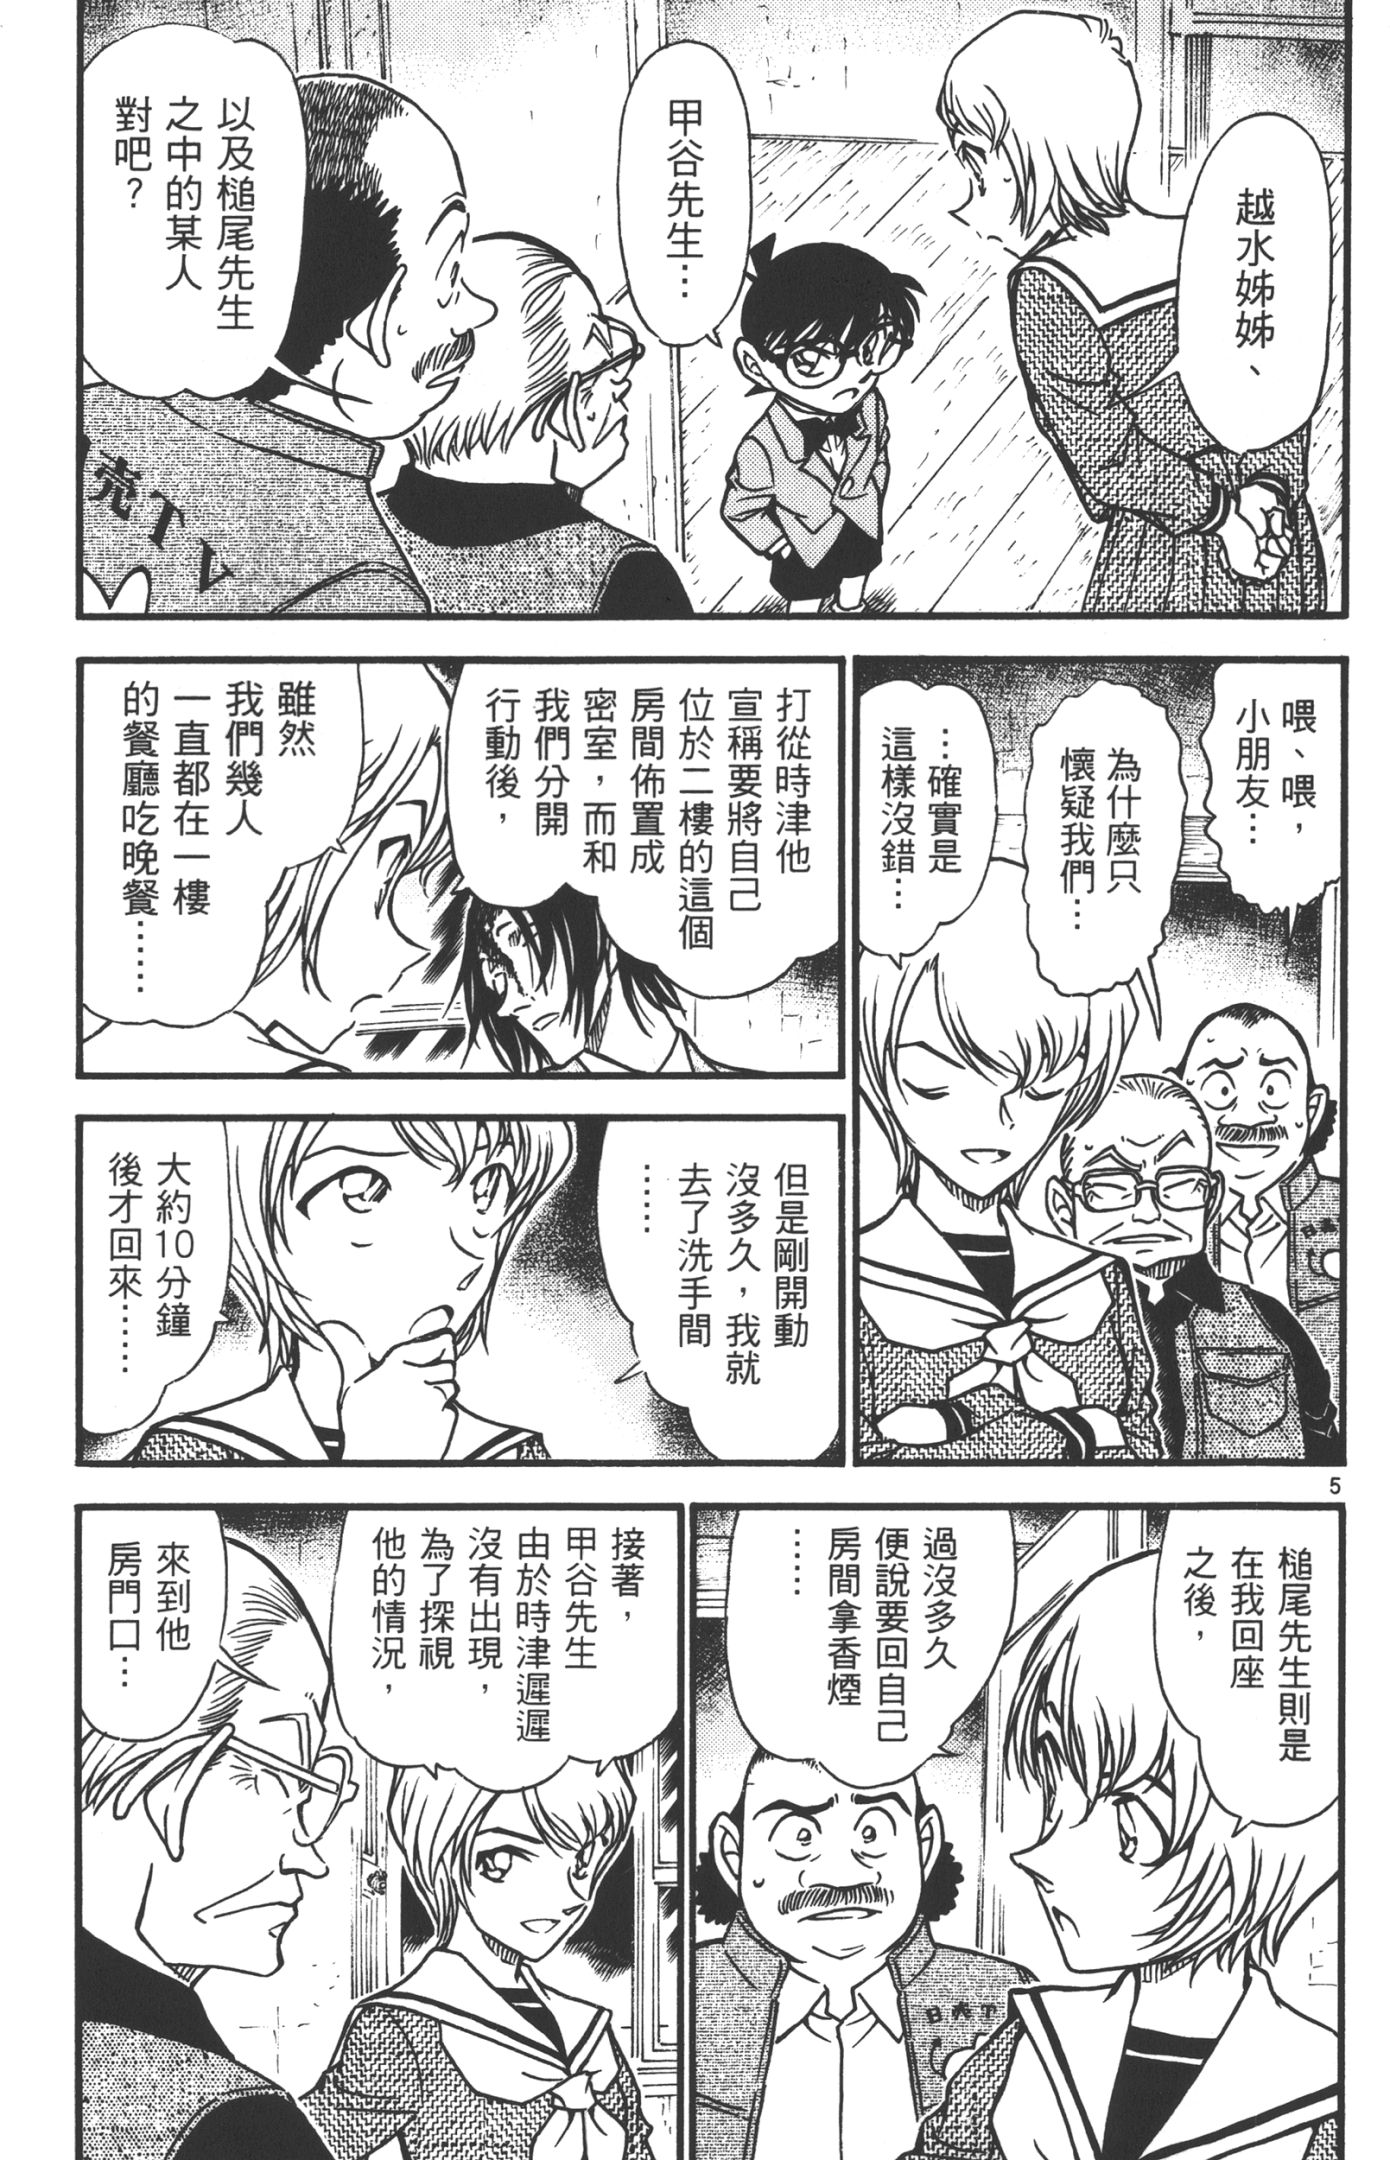 越水姊姊、
甲谷先生…
以及槌尾先生
之中的某人
對吧？
売TV
喂、喂，
小朋友…
為什麼只
懷疑我們…
…確實是
這樣沒錯…
打從時津他
宣稱要將自己
位於二樓的這個
房間佈置成
密室，而和
我們分開
行動後，
雖然
我們幾人
一直都在一樓
的餐廳吃晚餐……
但是剛開動
沒多久，我就
去了洗手間
……
大約10分鐘
後才回來……
5
槌尾先生則是
在我回座
之後，
過沒多久
便說要回自己
房間拿香煙
……
日売T
接著，
甲谷先生
由於時津遲遲
沒有出現，
為了探視
他的情況，
來到他
房門口…